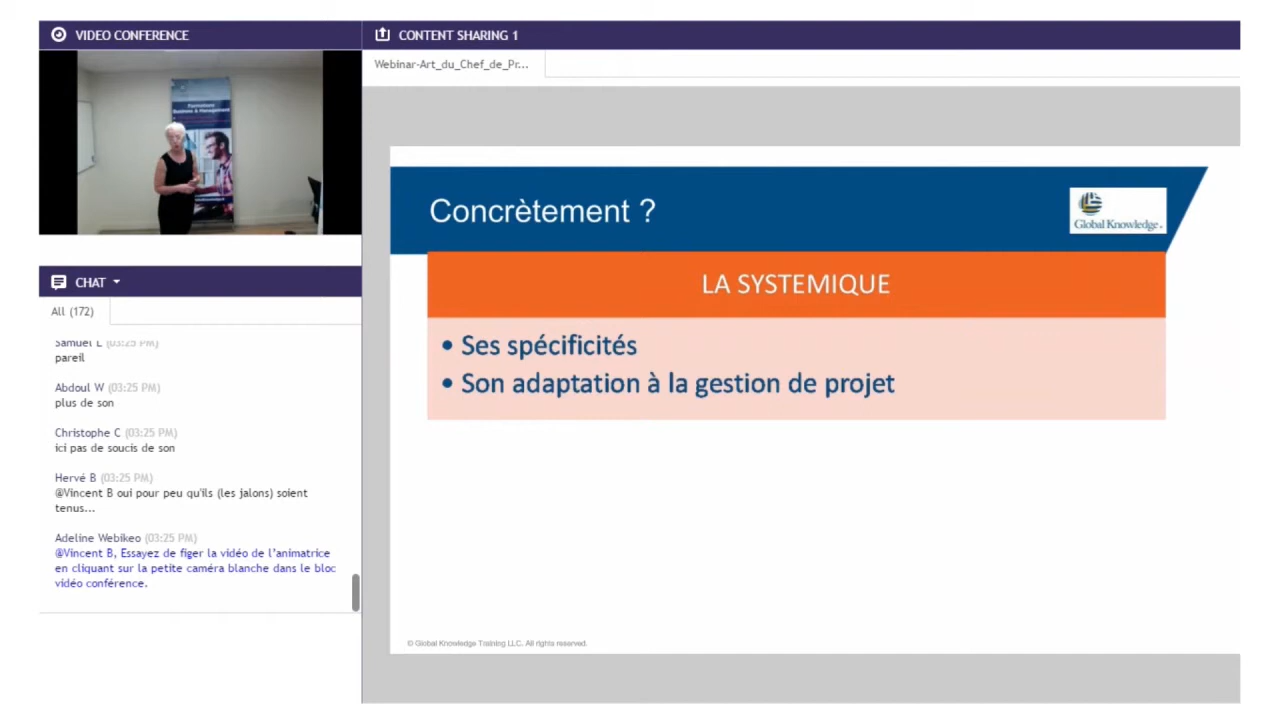 VIDEO CONFERENCE
Formations
Business & Management
CHAT
All (172)
Samuel L (03:25 PM)
pareil
Abdoul W (03:25 PM)
plus de son
Christophe C (03:25 PM)
ici pas de soucis de son
Hervé B (03:25 PM)
@Vincent B oui pour peu qu'ils (les jalons) soient
tenus...
Adeline Webikeo (03:25 PM)
@Vincent B, Essayez de figer la vidéo de l'animatrice
en cliquant sur la petite caméra blanche dans le bloc
vidéo conférence.
CONTENT SHARING 1
Webinar-Art_du_Chef_de_Pr...
Concrètement ?
Global Knowledge.
LA SYSTEMIQUE
• Ses spécificités
• Son adaptation à la gestion de projet
© Global Knowledge Training LLC. All rights reserved.